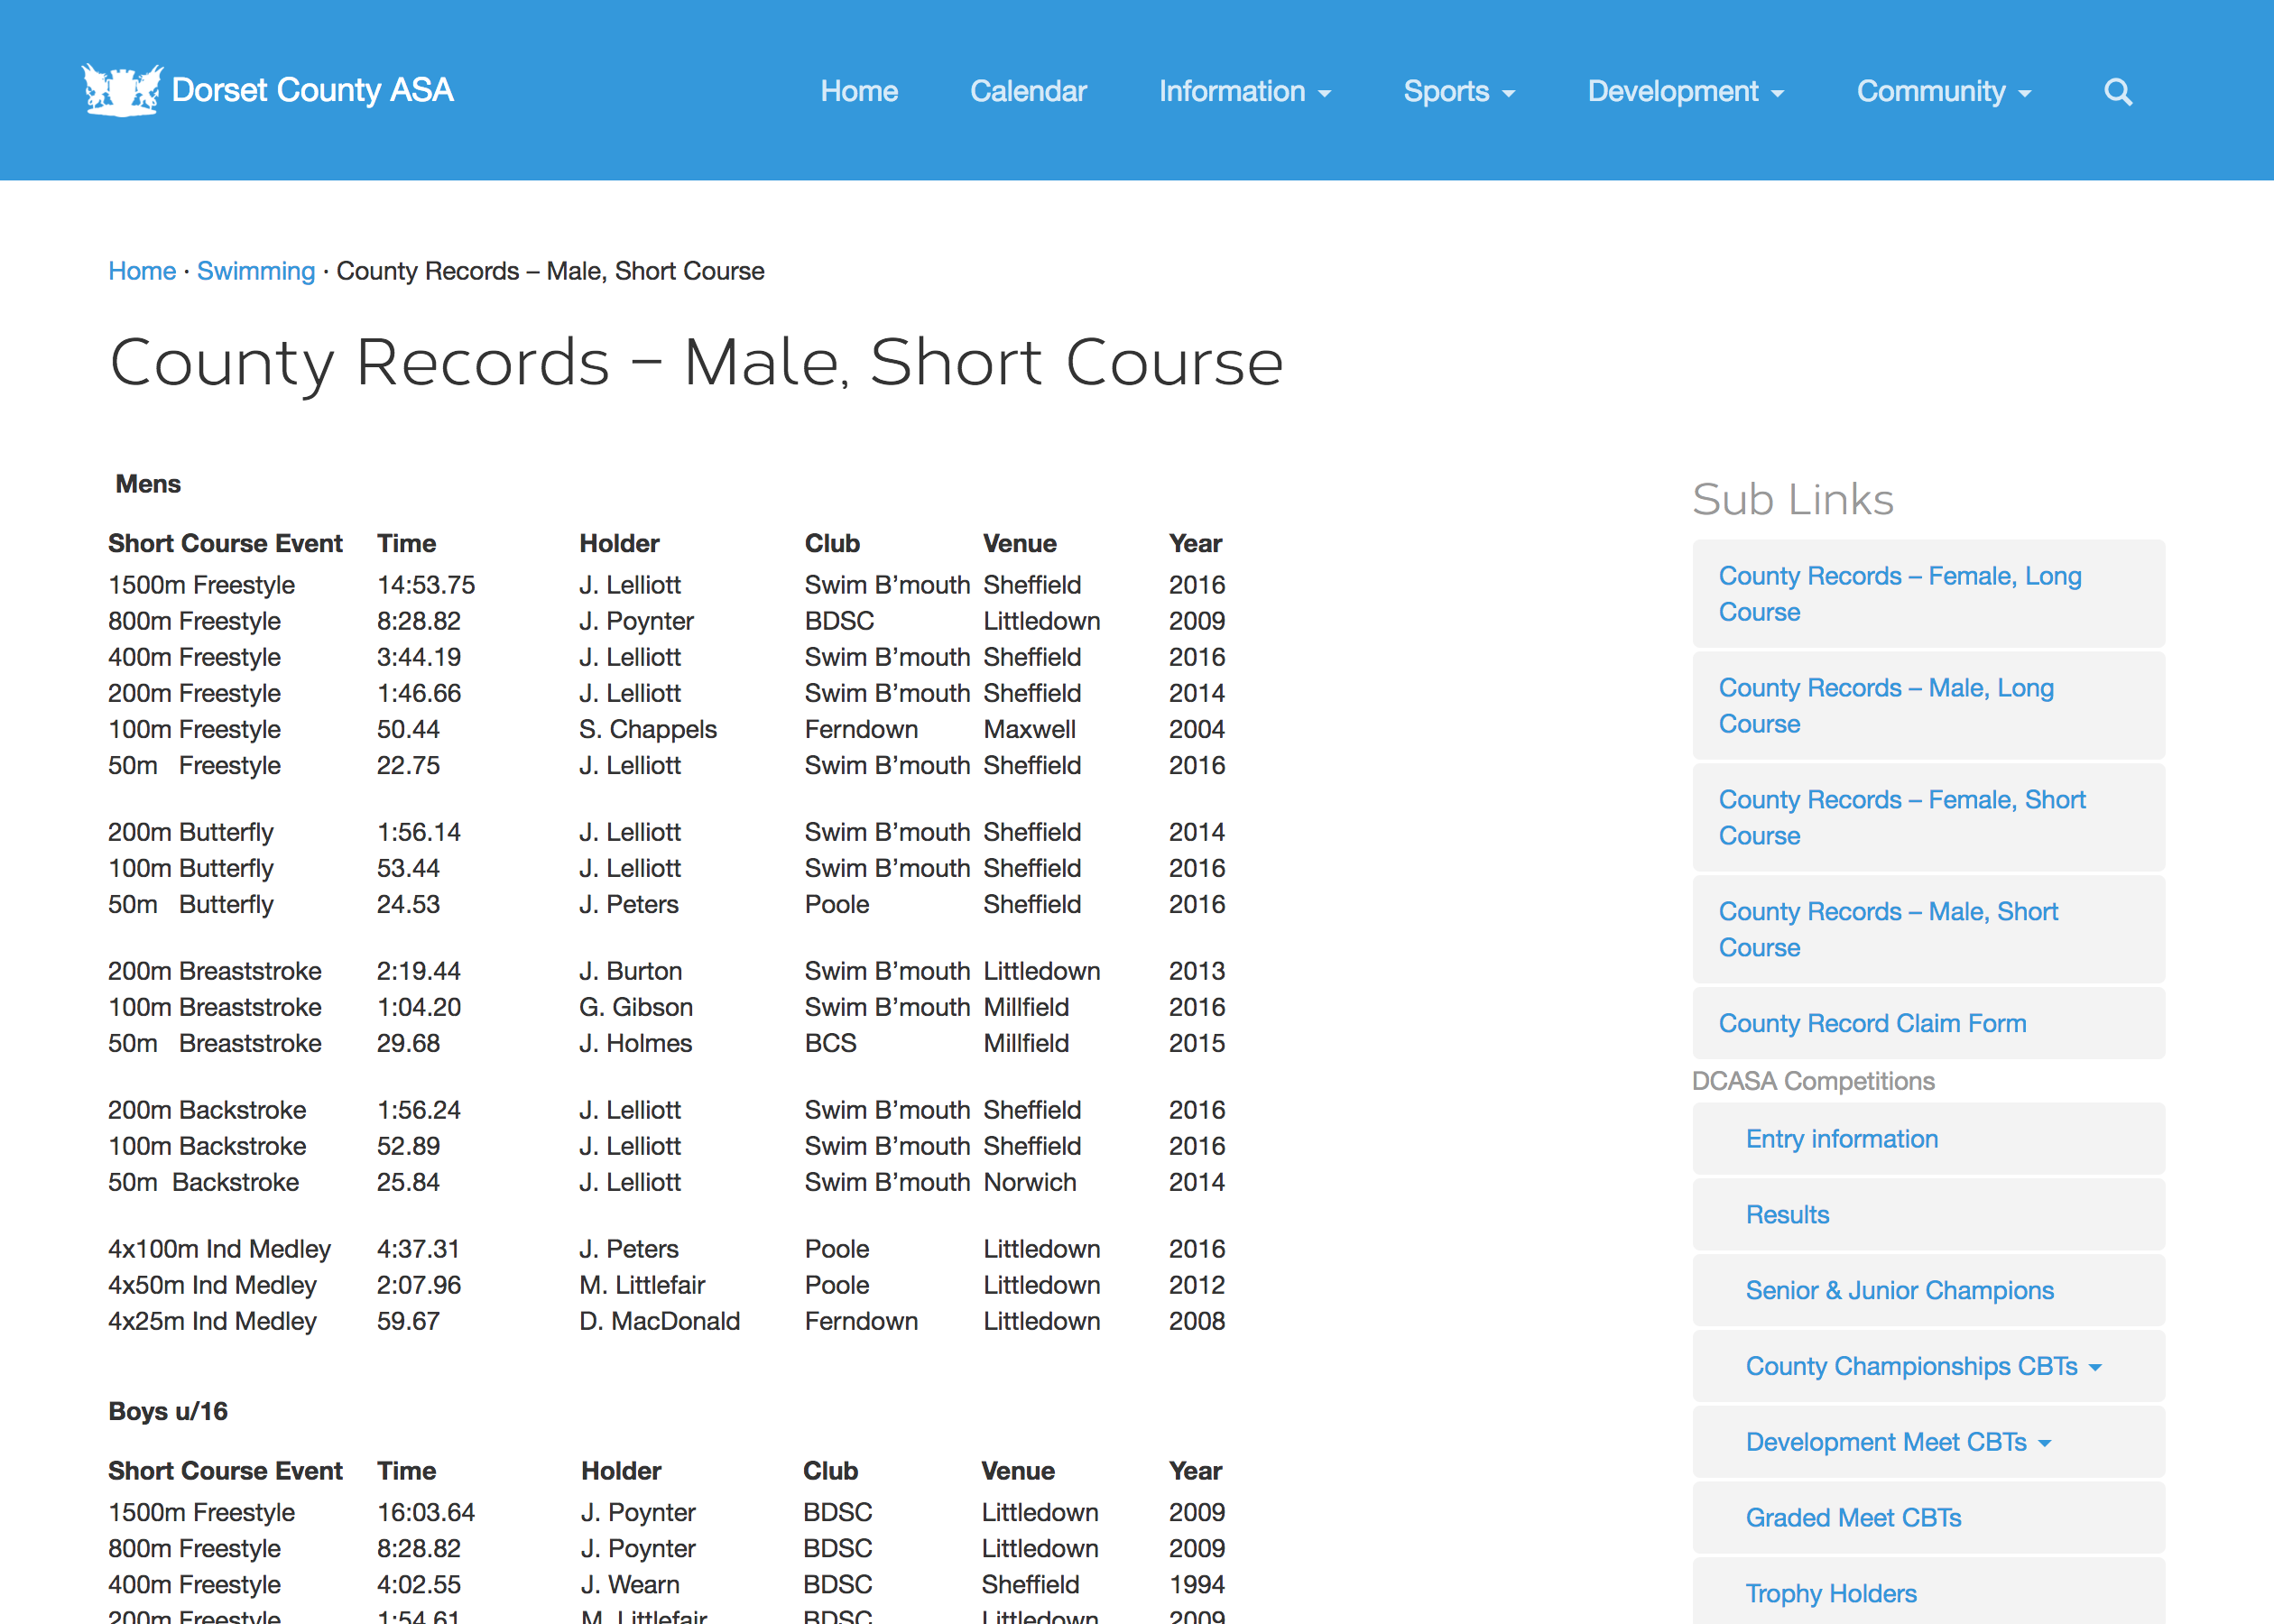 Dorset County ASA
Home Calendar Information Sports Development Community
Home · Swimming · County Records – Male, Short Course
County Records – Male, Short Course
Mens
Short Course Event Time Holder Club Venue Year
1500m Freestyle 14:53.75 J. Lelliott Swim B’mouth Sheffield 2016
800m Freestyle 8:28.82 J. Poynter BDSC Littledown 2009
400m Freestyle 3:44.19 J. Lelliott Swim B’mouth Sheffield 2016
200m Freestyle 1:46.66 J. Lelliott Swim B’mouth Sheffield 2014
100m Freestyle 50.44 S. Chappels Ferndown Maxwell 2004
50m Freestyle 22.75 J. Lelliott Swim B’mouth Sheffield 2016
200m Butterfly 1:56.14 J. Lelliott Swim B’mouth Sheffield 2014
100m Butterfly 53.44 J. Lelliott Swim B’mouth Sheffield 2016
50m Butterfly 24.53 J. Peters Poole Sheffield 2016
200m Breaststroke 2:19.44 J. Burton Swim B’mouth Littledown 2013
100m Breaststroke 1:04.20 G. Gibson Swim B’mouth Millfield 2016
50m Breaststroke 29.68 J. Holmes BCS Millfield 2015
200m Backstroke 1:56.24 J. Lelliott Swim B’mouth Sheffield 2016
100m Backstroke 52.89 J. Lelliott Swim B’mouth Sheffield 2016
50m Backstroke 25.84 J. Lelliott Swim B’mouth Norwich 2014
4x100m Ind Medley 4:37.31 J. Peters Poole Littledown 2016
4x50m Ind Medley 2:07.96 M. Littlefair Poole Littledown 2012
4x25m Ind Medley 59.67 D. MacDonald Ferndown Littledown 2008
Boys u/16
Short Course Event Time Holder Club Venue Year
1500m Freestyle 16:03.64 J. Poynter BDSC Littledown 2009
800m Freestyle 8:28.82 J. Poynter BDSC Littledown 2009
400m Freestyle 4:02.55 J. Wearn BDSC Sheffield 1994
200m Freestyle 1:54.61 M. Littlefair BDSC Littledown 2009
Sub Links
County Records – Female, Long
Course
County Records – Male, Long
Course
County Records – Female, Short
Course
County Records – Male, Short
Course
County Record Claim Form
DCASA Competitions
Entry information
Results
Senior & Junior Champions
County Championships CBTs
Development Meet CBTs
Graded Meet CBTs
Trophy Holders